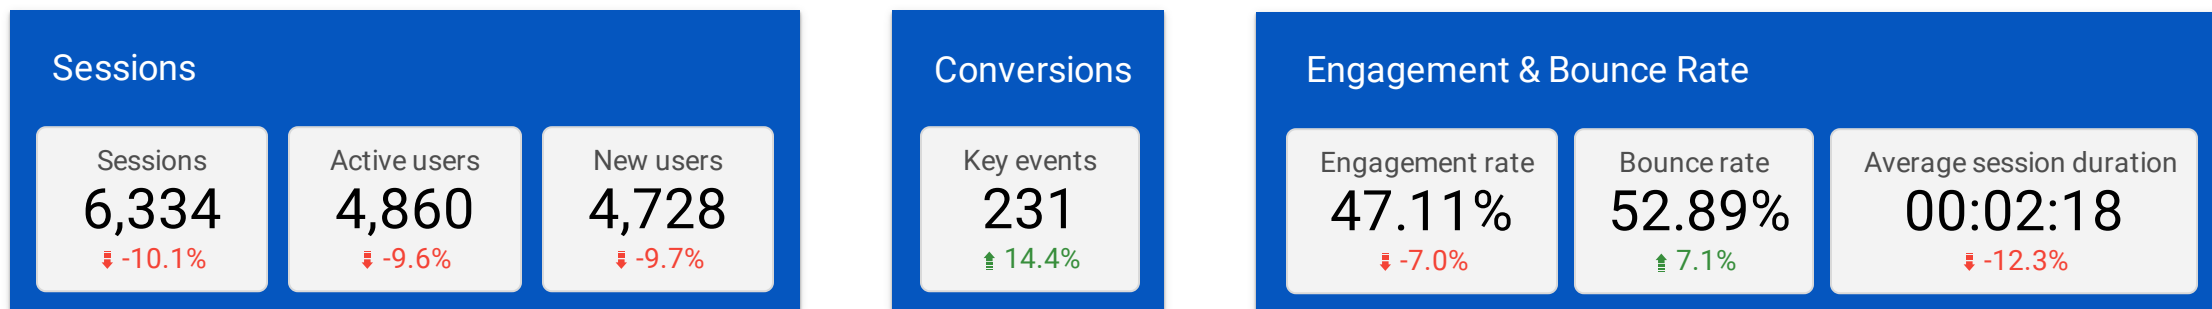 Sessions
Sessions
6,334
-10.1%
Active users
4,860
-9.6%
New users
4,728
-9.7%
Conversions
Key events
231
14.4%
Engagement & Bounce Rate
Engagement rate
47.11%
-7.0%
Bounce rate
52.89%
7.1%
Average session duration
00:02:18
-12.3%